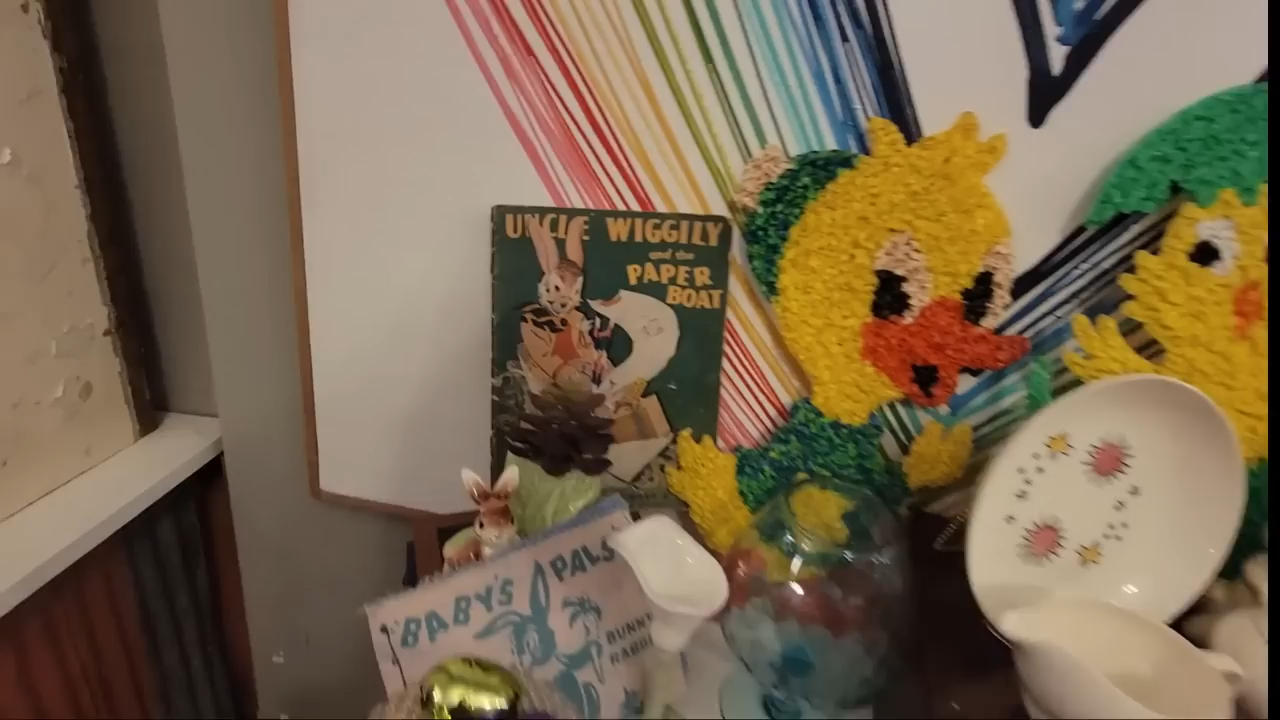 UNCLE WIGGILY
and the
PAPER
BOAT
BABY'S PALS
BUNNY
RABBIT